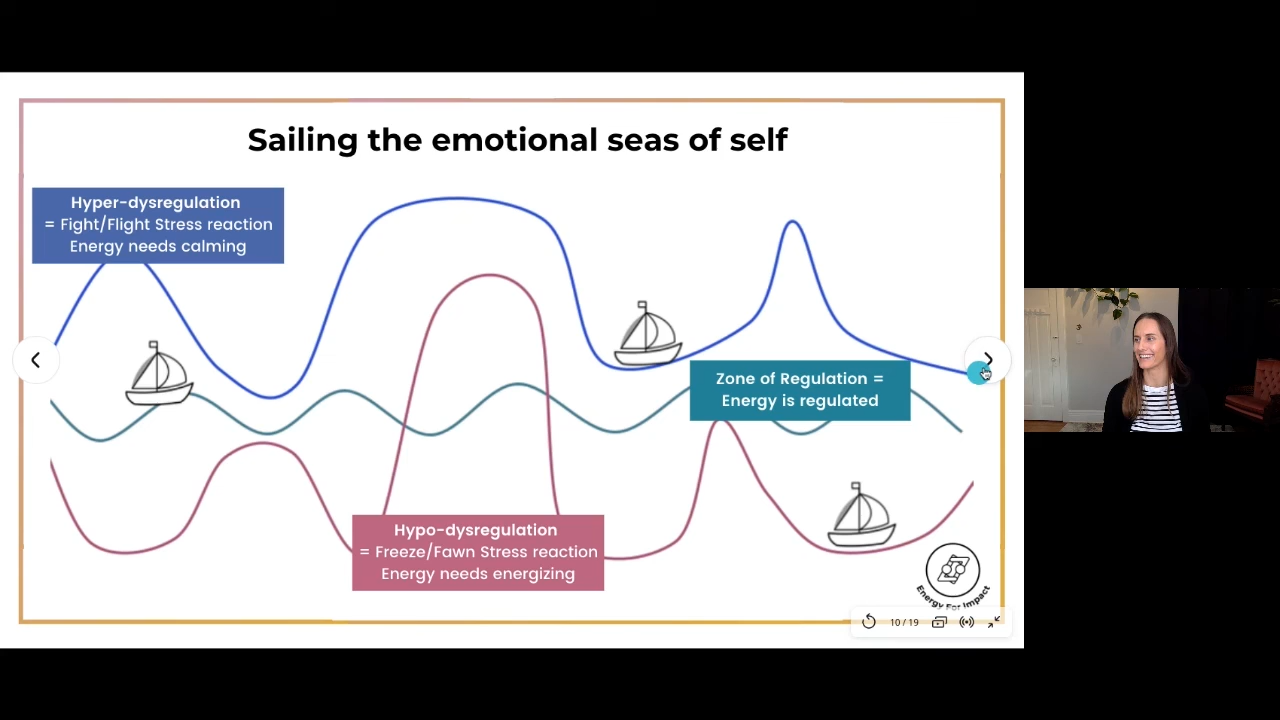 Sailing the emotional seas of self
Hyper-dysregulation
= Fight/Flight Stress reaction
Energy needs calming
Zone of Regulation =
Energy is regulated
Hypo-dysregulation
= Freeze/Fawn Stress reaction
Energy needs energizing
Energy For Impact
10 / 19